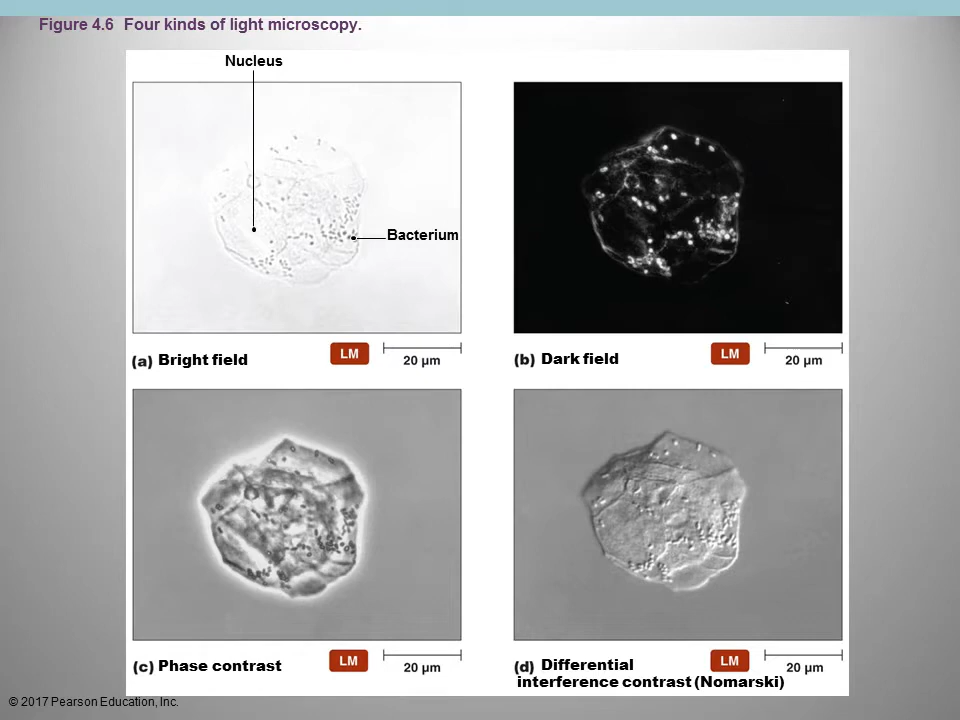 Figure 4.6  Four kinds of light microscopy.
Nucleus
Bacterium
(a) Bright field
LM
20 µm
(b) Dark field
LM
20 µm
(c) Phase contrast
LM
20 µm
(d) Differential
interference contrast (Nomarski)
LM
20 µm
© 2017 Pearson Education, Inc.